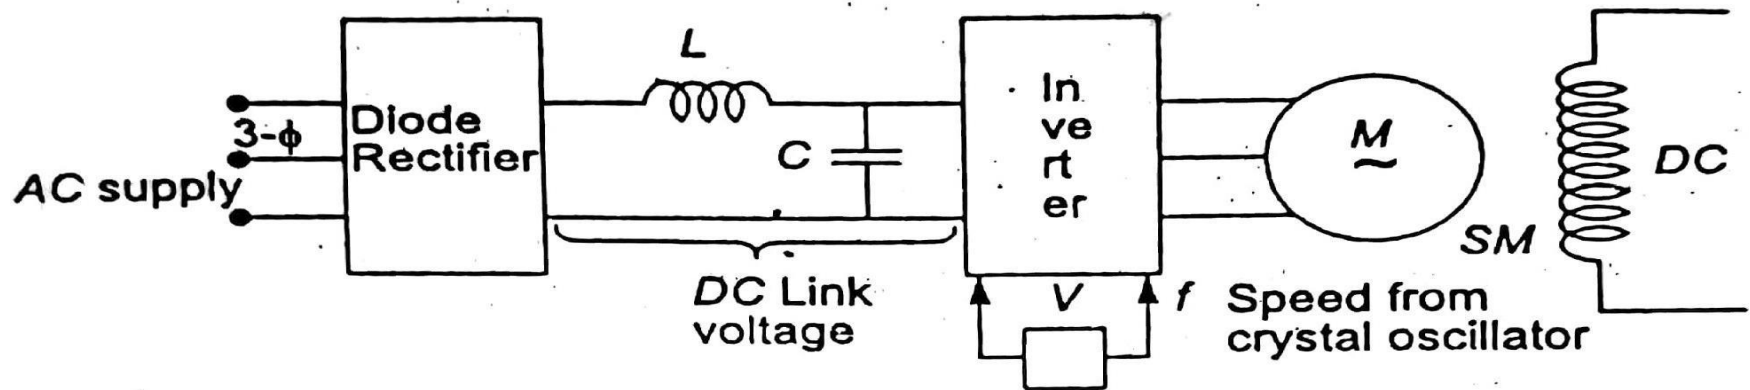 L
3-ϕ
AC supply
Diode
Rectifier
C
In
ve
rt
er
M
~
SM
DC
DC Link
voltage
V
f
Speed from
crystal oscillator